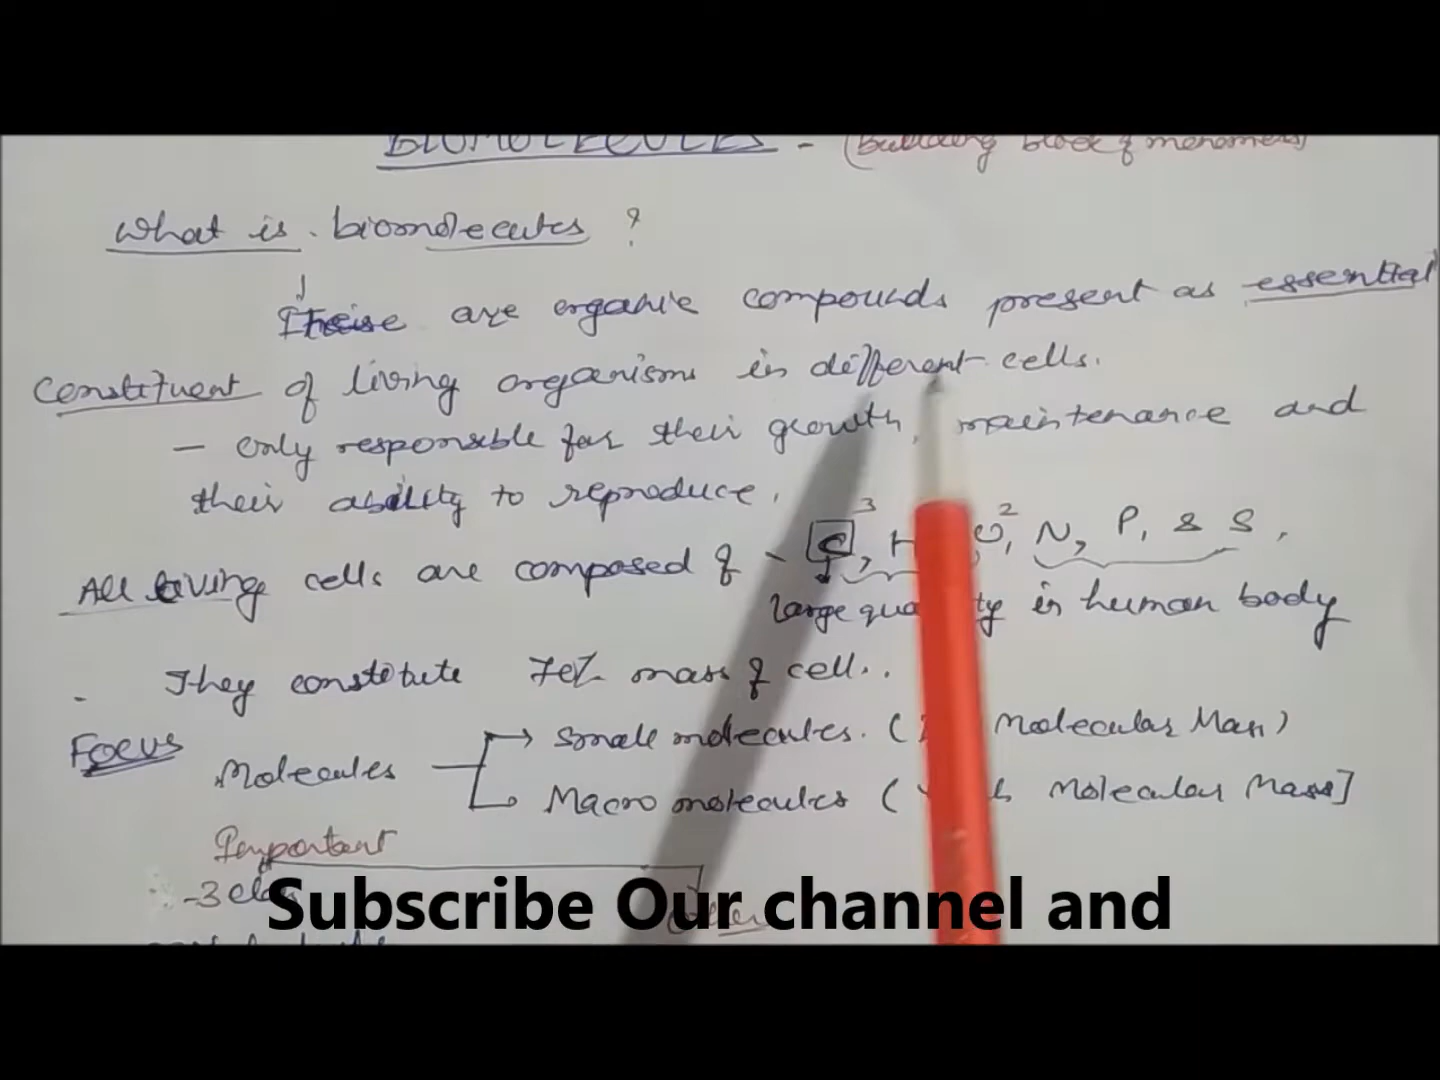 BIOMOLECULES - (building block of monomers)
What is biomolecules ?
These are organic compounds present as essential
Constituent of living organisms in different cells.
- only responsible for their growth, maintenance and
their ability to reproduce.
All living cells are composed of - C, H O, N, P, & S,
3 2
large quantity in human body
- They constitute mass of cell..
Focus
Molecules
Small molecules. ( Molecular Mass)
Macro molecules ( Molecular Mass]
Important
-3
Subscribe Our channel and